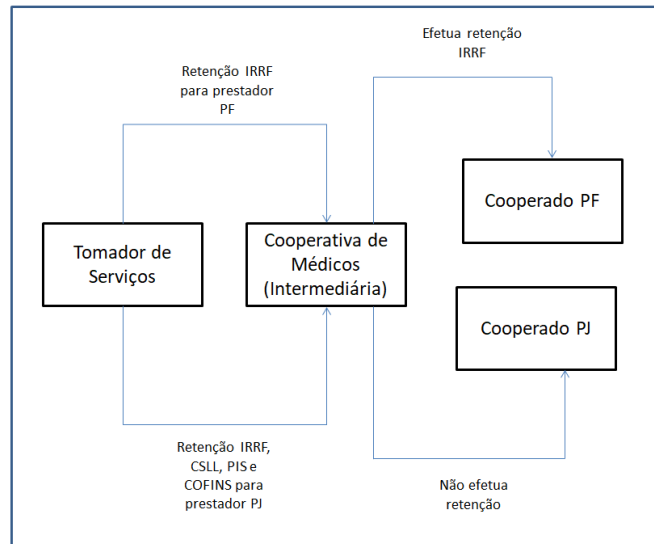 Efetua retenção
IRRF
Retenção IRRF
para prestador
PF
Cooperado PF
Tomador de
Serviços
Cooperativa de
Médicos
(Intermediária)
Cooperado PJ
Retenção IRRF,
CSLL, PIS e
COFINS para
prestador PJ
Não efetua
retenção